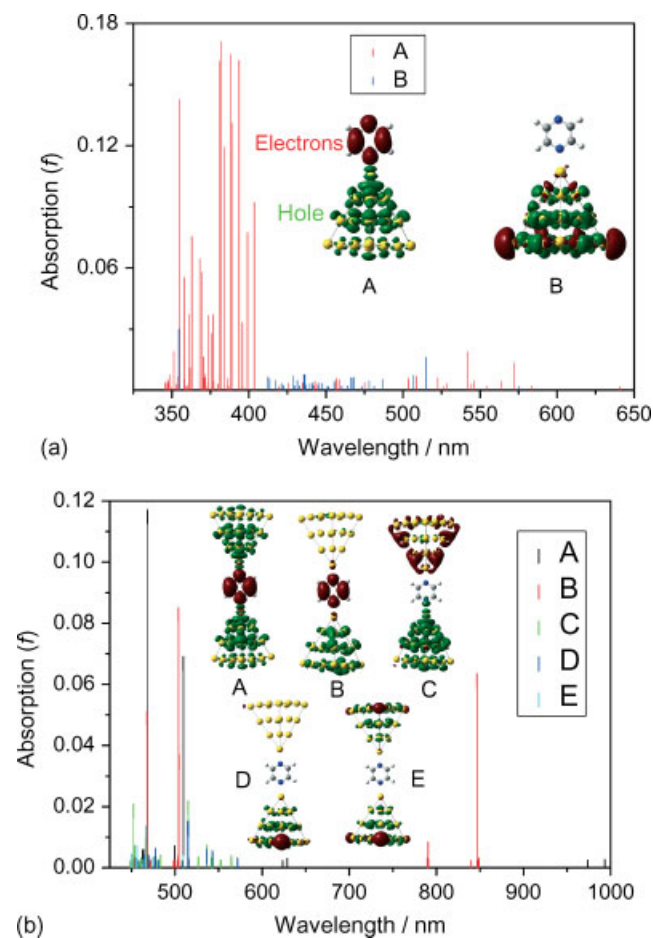 0.18
0.12
0.06
Absorption (f)
A
B
Electrons
Hole
A
B
350 375 400 425 450 500 550 600 650
Wavelength / nm
(a)
0.12
0.10
0.08
0.06
0.04
0.02
0.00
Absorption (f)
A
B
C
D
E
A
B
C
D
E
500 600 700 800 900 1000
Wavelength / nm
(b)